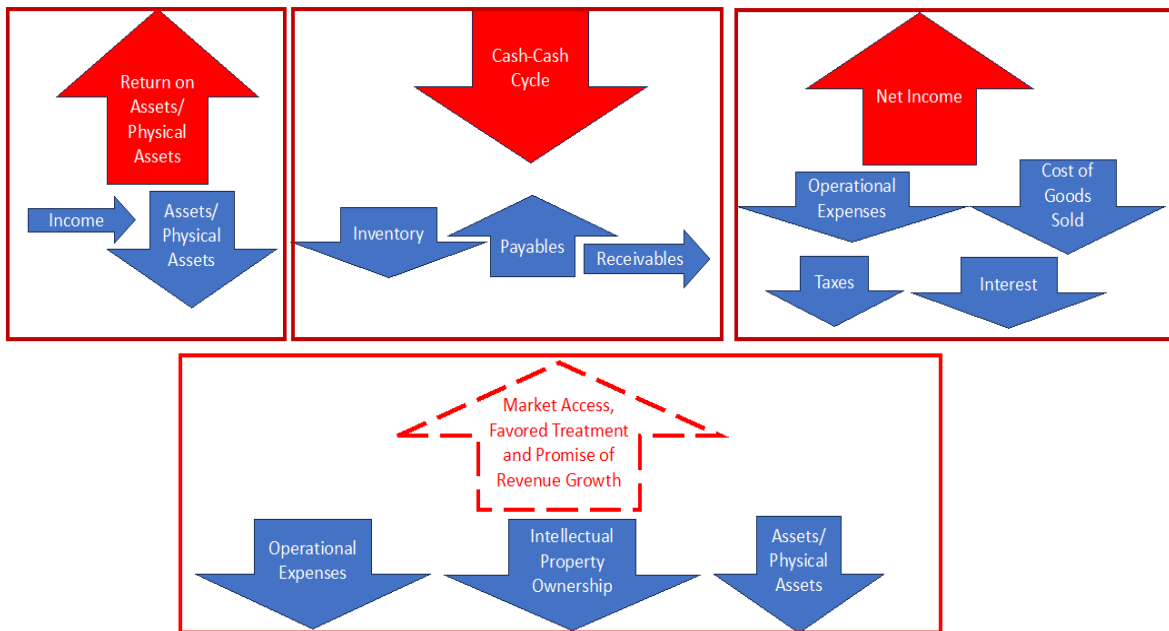 Return on
Assets/
Physical
Assets
Income
Assets/
Physical
Assets
Cash-Cash
Cycle
Inventory
Payables
Receivables
Net Income
Operational
Expenses
Cost of
Goods
Sold
Taxes
Interest
Market Access,
Favored Treatment
and Promise of
Revenue Growth
Operational
Expenses
Intellectual
Property
Ownership
Assets/
Physical
Assets